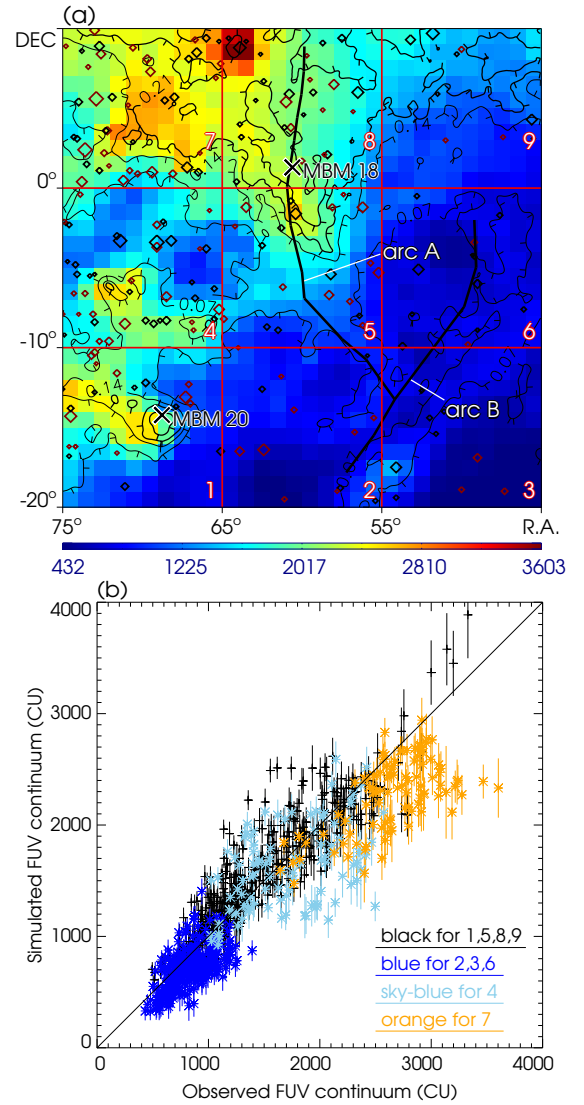 (a)
DEC
7
8
9
0.14
0°
MBM 18
arc A
0.07
4
5
6
-10°
14
MBM 20
arc B
1
2
3
-20°
75°
65°
55°
R.A.
432
1225
2017
2810
3603
(b)
4000
3000
2000
1000
0
Simulated FUV continuum (CU)
black for 1,5,8,9
blue for 2,3,6
sky-blue for 4
orange for 7
0
1000
2000
3000
4000
Observed FUV continuum (CU)